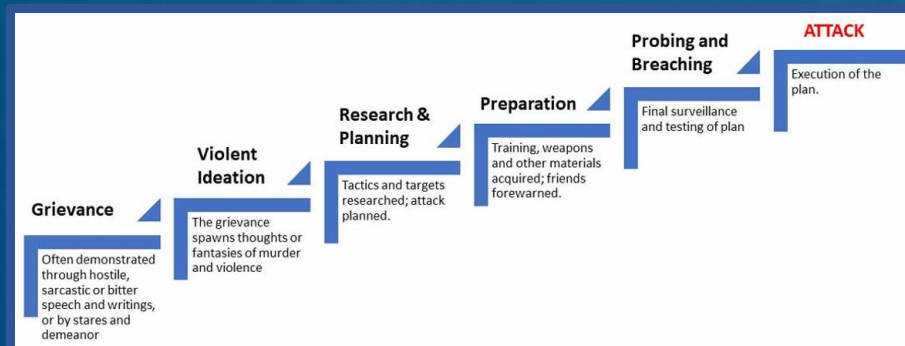 Grievance
Often demonstrated
through hostile,
sarcastic or bitter
speech and writings,
or by stares and
demeanor
Violent
Ideation
The grievance
spawns thoughts or
fantasies of murder
and violence
Research &
Planning
Tactics and targets
researched; attack
planned.
Preparation
Training, weapons
and other materials
acquired; friends
forewarned.
Probing and
Breaching
Final surveillance
and testing of plan
ATTACK
Execution of the
plan.